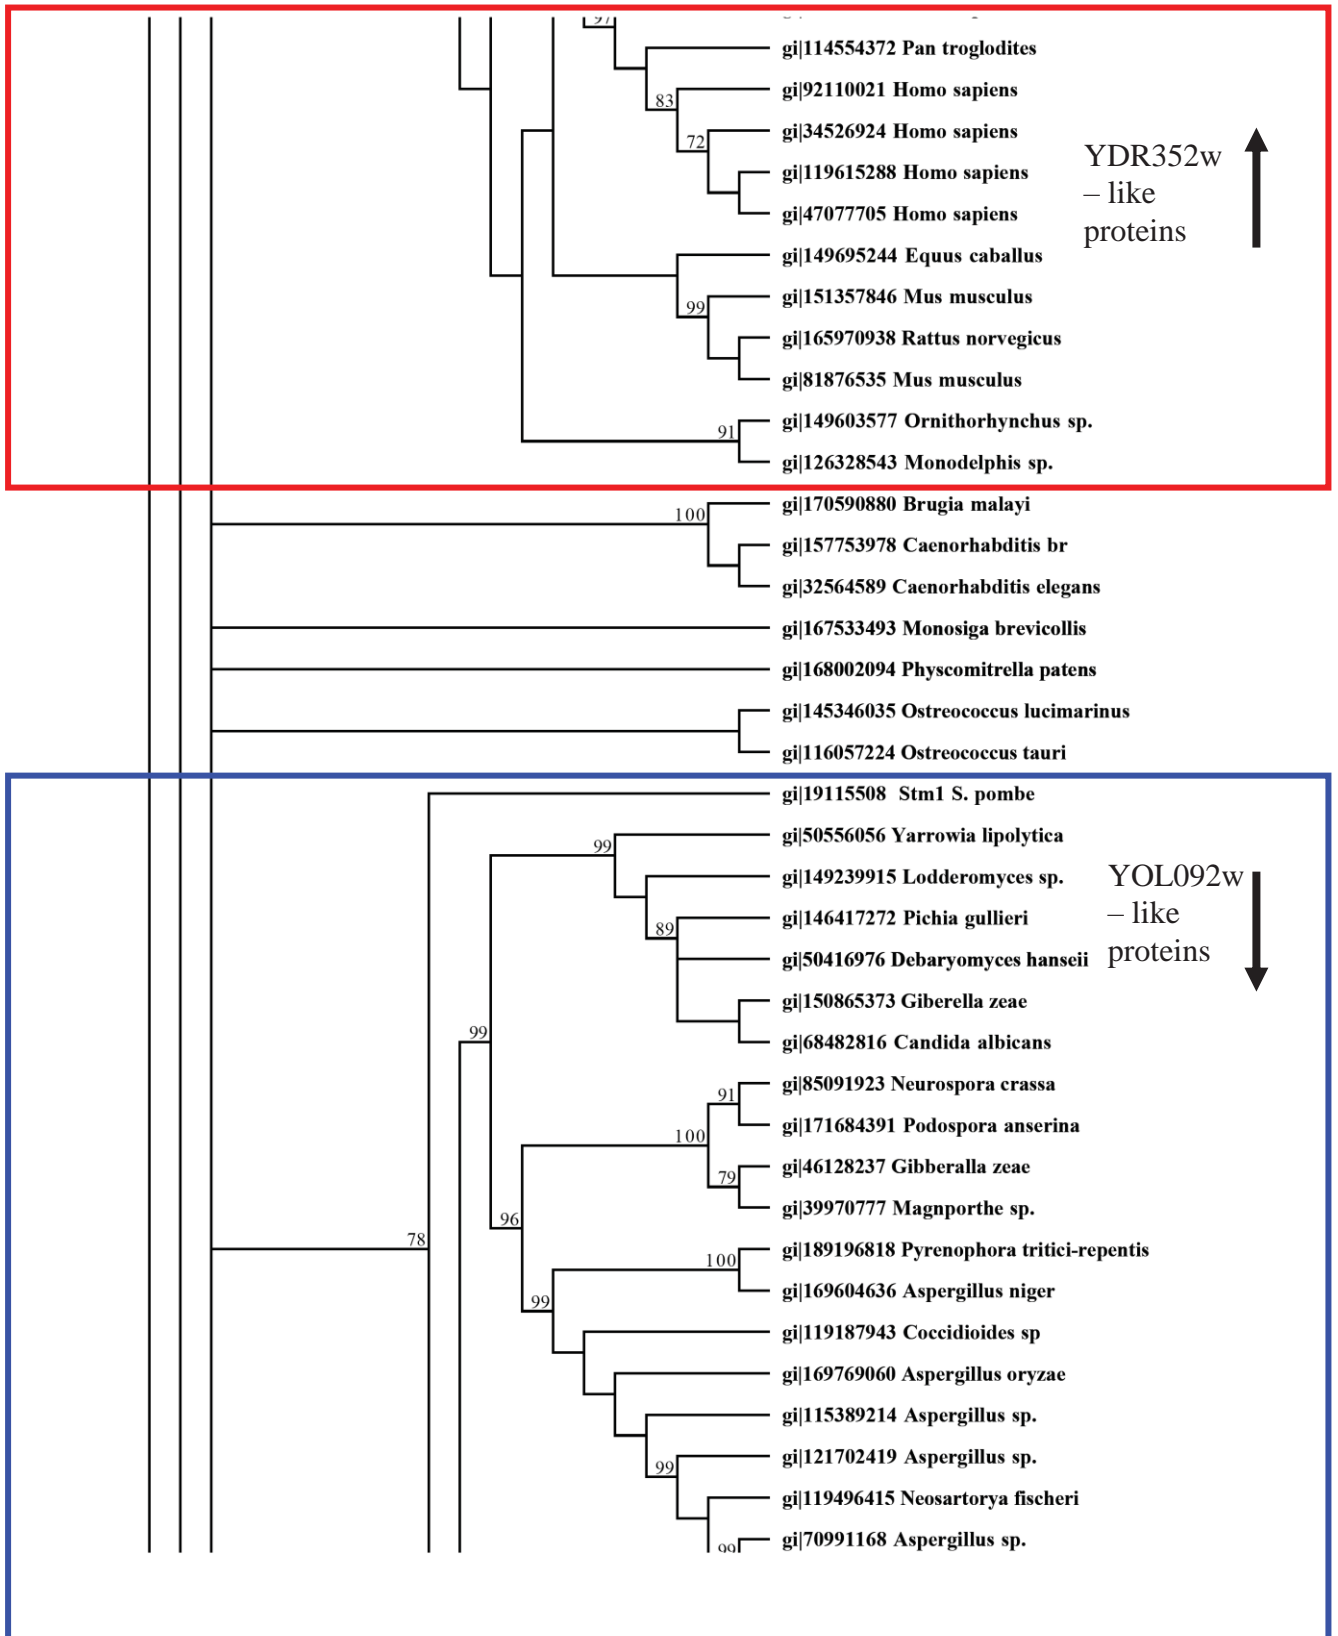 97
gi|114554372 Pan troglodites
83
gi|92110021 Homo sapiens
72
gi|34526924 Homo sapiens
gi|119615288 Homo sapiens
gi|47077705 Homo sapiens
YDR352w
– like
proteins
gi|149695244 Equus caballus
99
gi|151357846 Mus musculus
gi|165970938 Rattus norvegicus
gi|81876535 Mus musculus
91
gi|149603577 Ornithorhynchus sp.
gi|126328543 Monodelphis sp.
100
gi|170590880 Brugia malayi
gi|157753978 Caenorhabditis br
gi|32564589 Caenorhabditis elegans
gi|167533493 Monosiga brevicollis
gi|168002094 Physcomitrella patens
gi|145346035 Ostreococcus lucimarinus
gi|116057224 Ostreococcus tauri
gi|19115508 Stm1 S. pombe
99
gi|50556056 Yarrowia lipolytica
gi|149239915 Lodderomyces sp.
89
gi|146417272 Pichia gullieri
gi|50416976 Debaryomyces hanseii
YOL092w
– like
proteins
gi|150865373 Giberella zeae
99
gi|68482816 Candida albicans
91
gi|85091923 Neurospora crassa
gi|171684391 Podospora anserina
100
79
gi|46128237 Gibberalla zeae
gi|39970777 Magnporthe sp.
96
78
100
gi|189196818 Pyrenophora tritici-repentis
gi|169604636 Aspergillus niger
99
gi|119187943 Coccidioides sp
gi|169769060 Aspergillus oryzae
gi|115389214 Aspergillus sp.
99
gi|121702419 Aspergillus sp.
gi|119496415 Neosartorya fischeri
99
gi|70991168 Aspergillus sp.